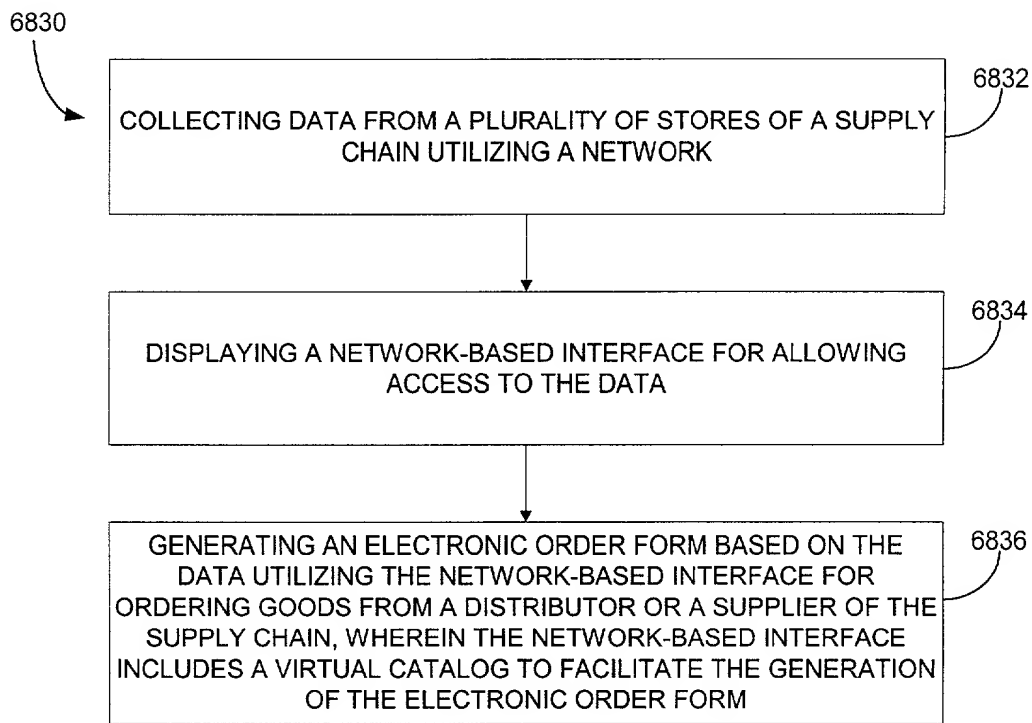 6830
6832
COLLECTING DATA FROM A PLURALITY OF STORES OF A SUPPLY
CHAIN UTILIZING A NETWORK
6834
DISPLAYING A NETWORK-BASED INTERFACE FOR ALLOWING
ACCESS TO THE DATA
6836
GENERATING AN ELECTRONIC ORDER FORM BASED ON THE
DATA UTILIZING THE NETWORK-BASED INTERFACE FOR
ORDERING GOODS FROM A DISTRIBUTOR OR A SUPPLIER OF THE
SUPPLY CHAIN, WHEREIN THE NETWORK-BASED INTERFACE
INCLUDES A VIRTUAL CATALOG TO FACILITATE THE GENERATION
OF THE ELECTRONIC ORDER FORM